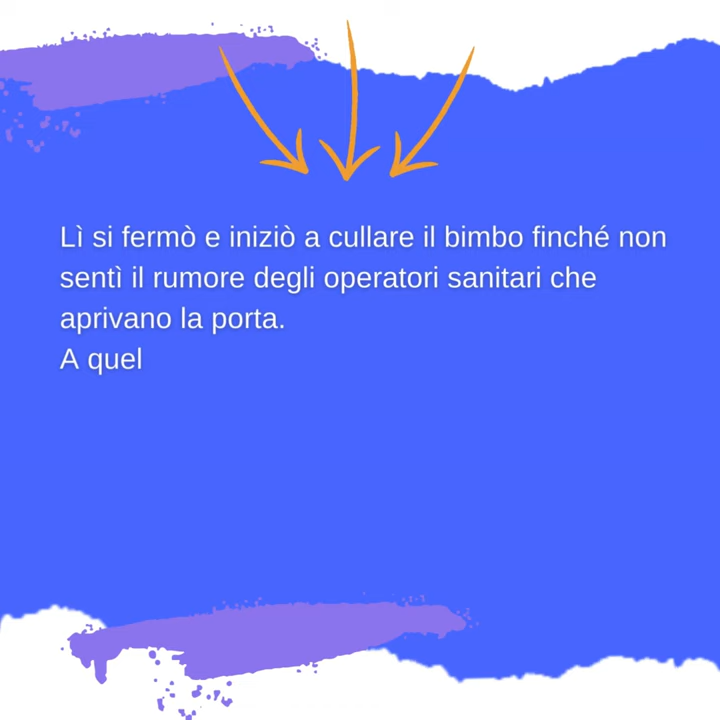 Lì si fermò e iniziò a cullare il bimbo finché non
sentì il rumore degli operatori sanitari che
aprivano la porta.
A quel